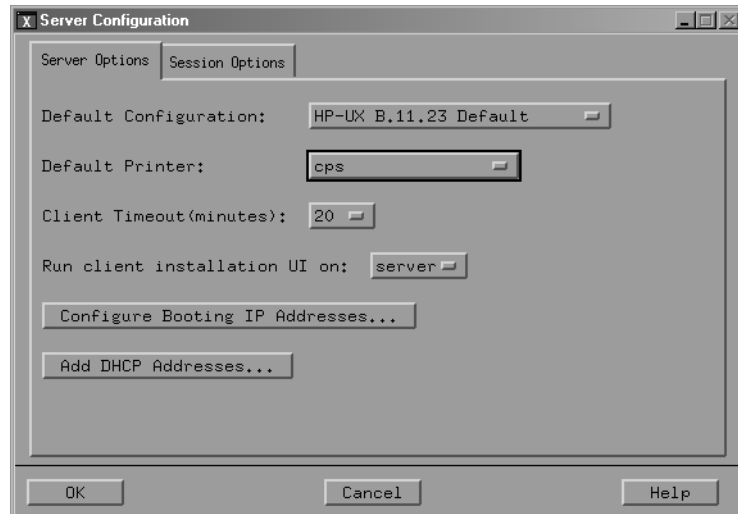 X Server Configuration
Server Options Session Options
Default Configuration: HP-UX B.11.23 Default
Default Printer: cps
Client Timeout(minutes): 20
Run client installation UI on: server
Configure Booting IP Addresses...
Add DHCP Addresses...
OK Cancel Help